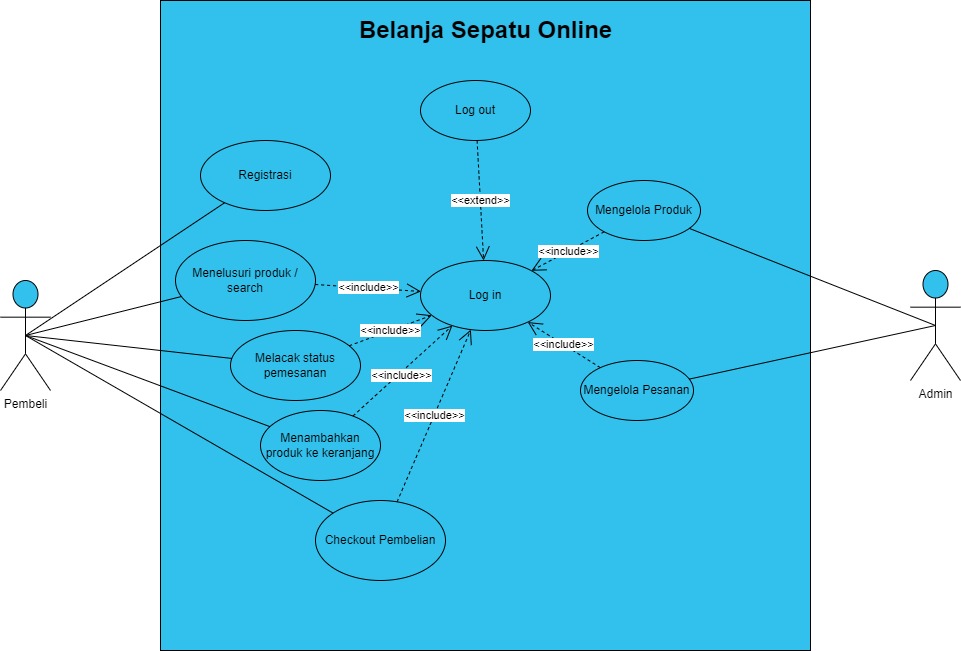 Belanja Sepatu Online
Log out
Registrasi
<<extend>>
Mengelola Produk
<<include>>
Menelusuri produk /
search
<<include>>
Log in
<<include>>
<<include>>
Melacak status
pemesanan
<<include>>
Mengelola Pesanan
Pembeli
Admin
<<include>>
Menambahkan
produk ke keranjang
Checkout Pembelian